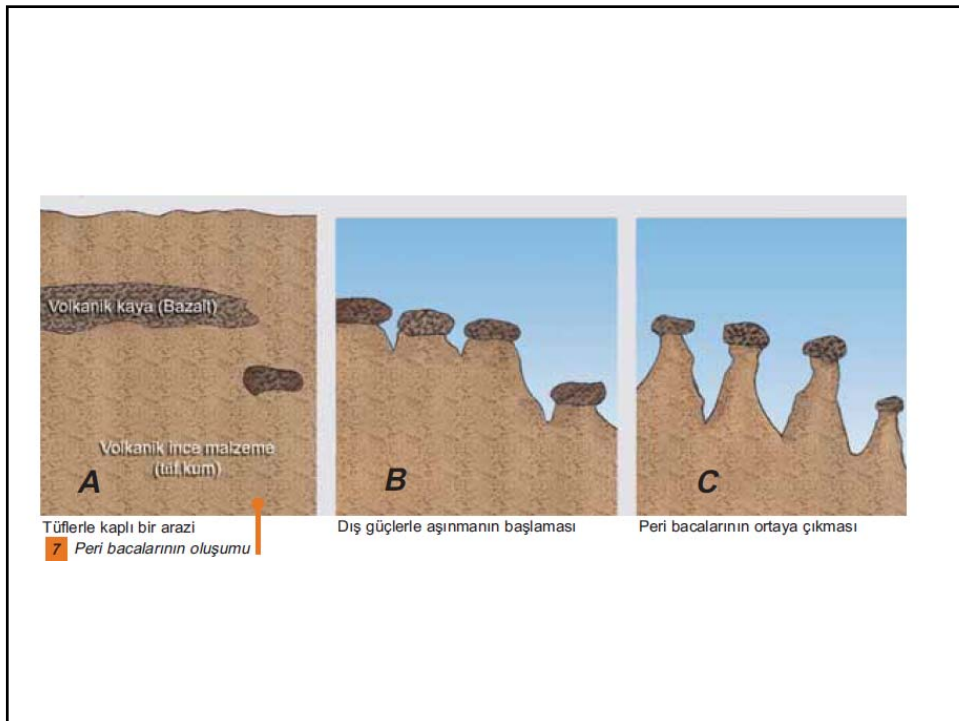 Volkanik kaya (Bazalt)
Volkanik ince malzeme
(tüf,kum)
A
B
C
Tüflerle kaplı bir arazi
Dış güçlerle aşınmanın başlaması
Peri bacalarının ortaya çıkması
7 Peri bacalarının oluşumu